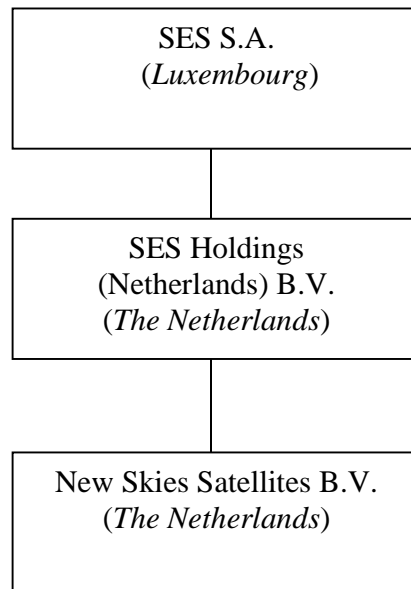 SES S.A.
(Luxembourg)
SES Holdings
(Netherlands) B.V.
(The Netherlands)
New Skies Satellites B.V.
(The Netherlands)